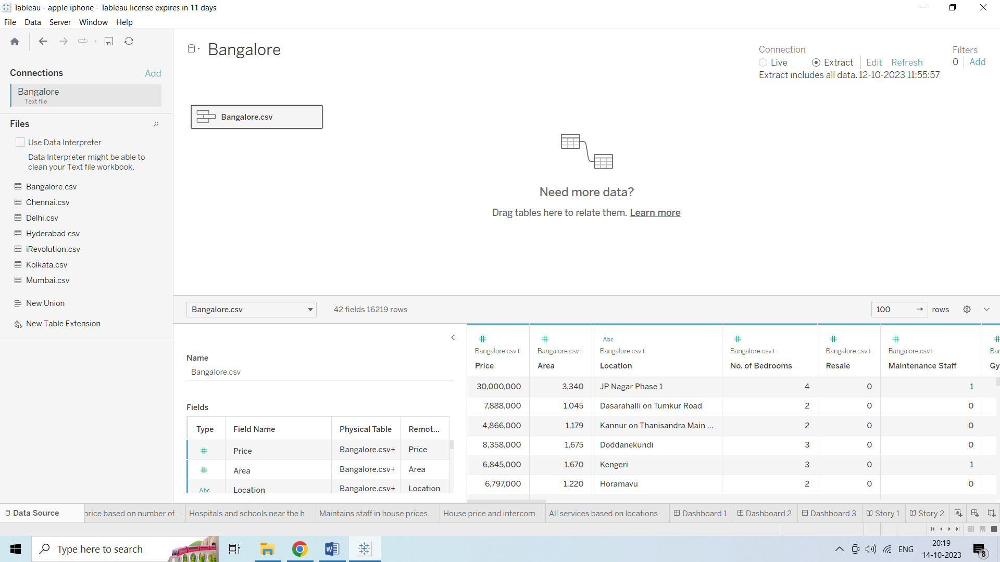 Tableau - apple iphone - Tableau license expires in 11 days
File Data Server Window Help
Connections Add
Bangalore
Text file
Files
Use Data Interpreter
Data Interpreter might be able to
clean your Text file workbook.
Bangalore.csv
Chennai.csv
Delhi.csv
Hyderabad.csv
iRevolution.csv
Kolkata.csv
Mumbai.csv
New Union
New Table Extension
Bangalore
Connection
Live Extract Edit Refresh
Extract includes all data. 12-10-2023 11:55:57
Filters
0 Add
Bangalore.csv
Need more data?
Drag tables here to relate them. Learn more
Bangalore.csv 42 fields 16219 rows 100 → rows
Name
Bangalore.csv
Fields
Type Field Name Physical Table Remot...
# Price Bangalore.csv+ Price
# Area Bangalore.csv+ Area
Abc Location Bangalore.csv+ Location
# # Abc # # # #
Bangalore.csv+ Bangalore.csv+ Bangalore.csv+ Bangalore.csv+ Bangalore.csv+ Bangalore.csv+ Bar
Price Area Location No. of Bedrooms Resale Maintenance Staff Gy
30,000,000 3,340 JP Nagar Phase 1 4 0 1
7,888,000 1,045 Dasarahalli on Tumkur Road 2 0 0
4,866,000 1,179 Kannur on Thanisandra Main ... 2 0 0
8,358,000 1,675 Doddanekundi 3 0 0
6,845,000 1,670 Kengeri 3 0 1
6,797,000 1,220 Horamavu 2 0 0
Data Source price based on number of... Hospitals and schools near the h... Maintains staff in house prices. House price and intercom. All services based on locations. Dashboard 1 Dashboard 2 Dashboard 3 Story 1 Story 2
Type here to search
ENG
20:19
14-10-2023
8